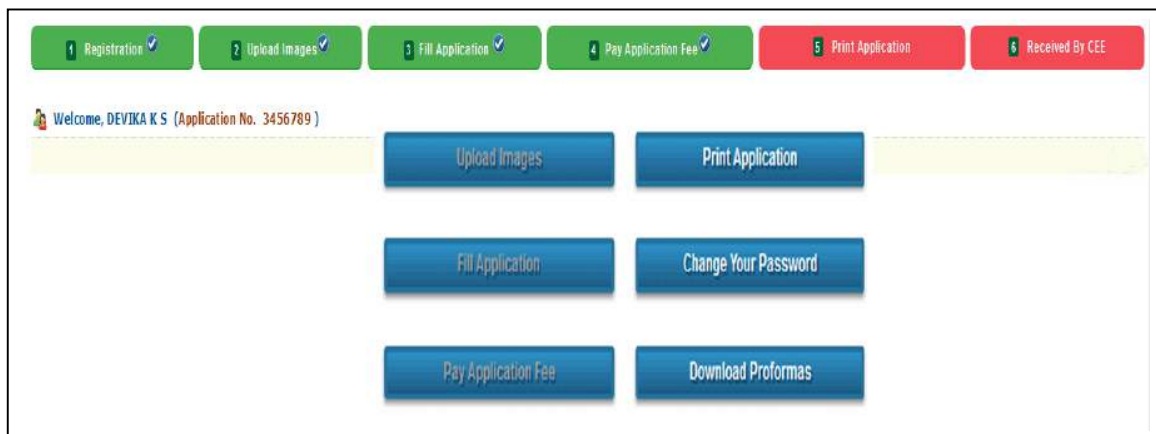 1 Registration 2 Upload Images 3 Fill Application 4 Pay Application Fee 5 Print Application 6 Received By CEE
Welcome, DEVIKA K S (Application No. 3456789 )
Upload Images Print Application
Fill Application Change Your Password
Pay Application Fee Download Proformas